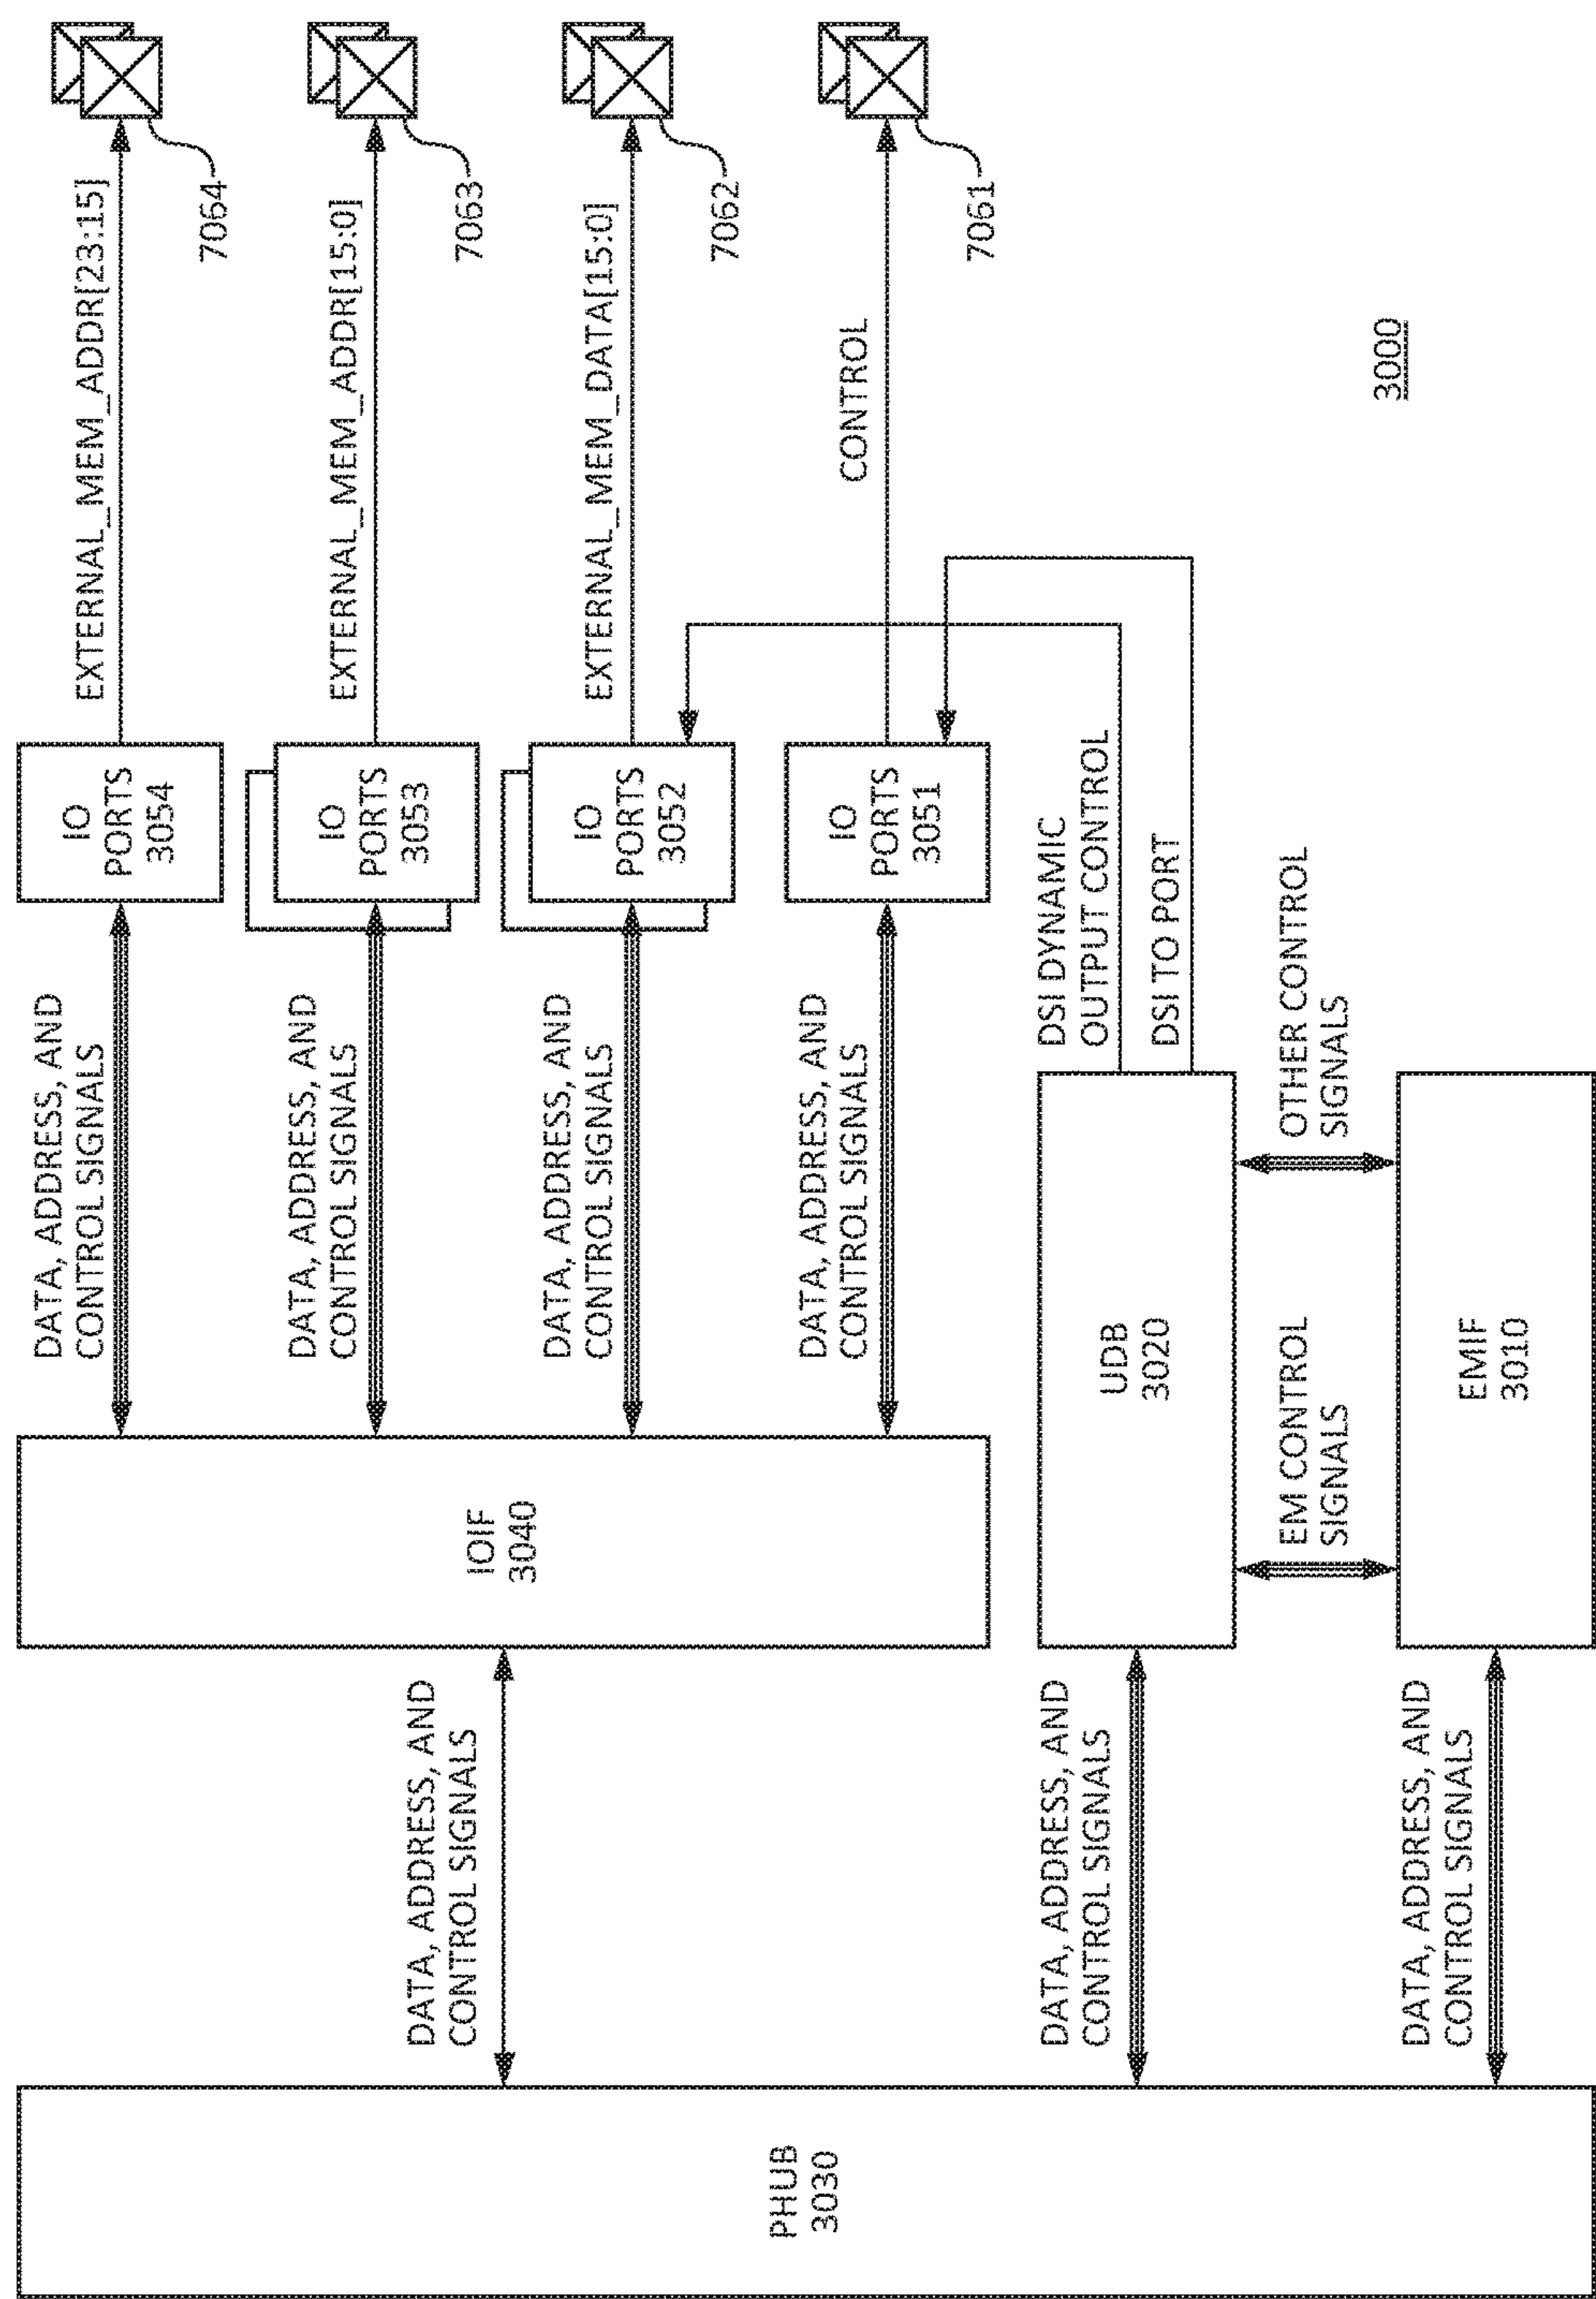 PHUB
3030
DATA, ADDRESS, AND
CONTROL SIGNALS
DATA, ADDRESS, AND
CONTROL SIGNALS
DATA, ADDRESS, AND
CONTROL SIGNALS
IOIF
3040
UDB
3020
EMIF
3010
EM CONTROL
SIGNALS
OTHER CONTROL
SIGNALS
DATA, ADDRESS, AND
CONTROL SIGNALS
DATA, ADDRESS, AND
CONTROL SIGNALS
DATA, ADDRESS, AND
CONTROL SIGNALS
DATA, ADDRESS, AND
CONTROL SIGNALS
DSI DYNAMIC
OUTPUT CONTROL
DSI TO PORT
IO
PORTS
3054
IO
PORTS
3053
IO
PORTS
3052
IO
PORTS
3051
EXTERNAL_MEM_ADDR[23:15]
EXTERNAL_MEM_ADDR[15:0]
EXTERNAL_MEM_DATA[15:0]
CONTROL
7064
7063
7062
7061
3000